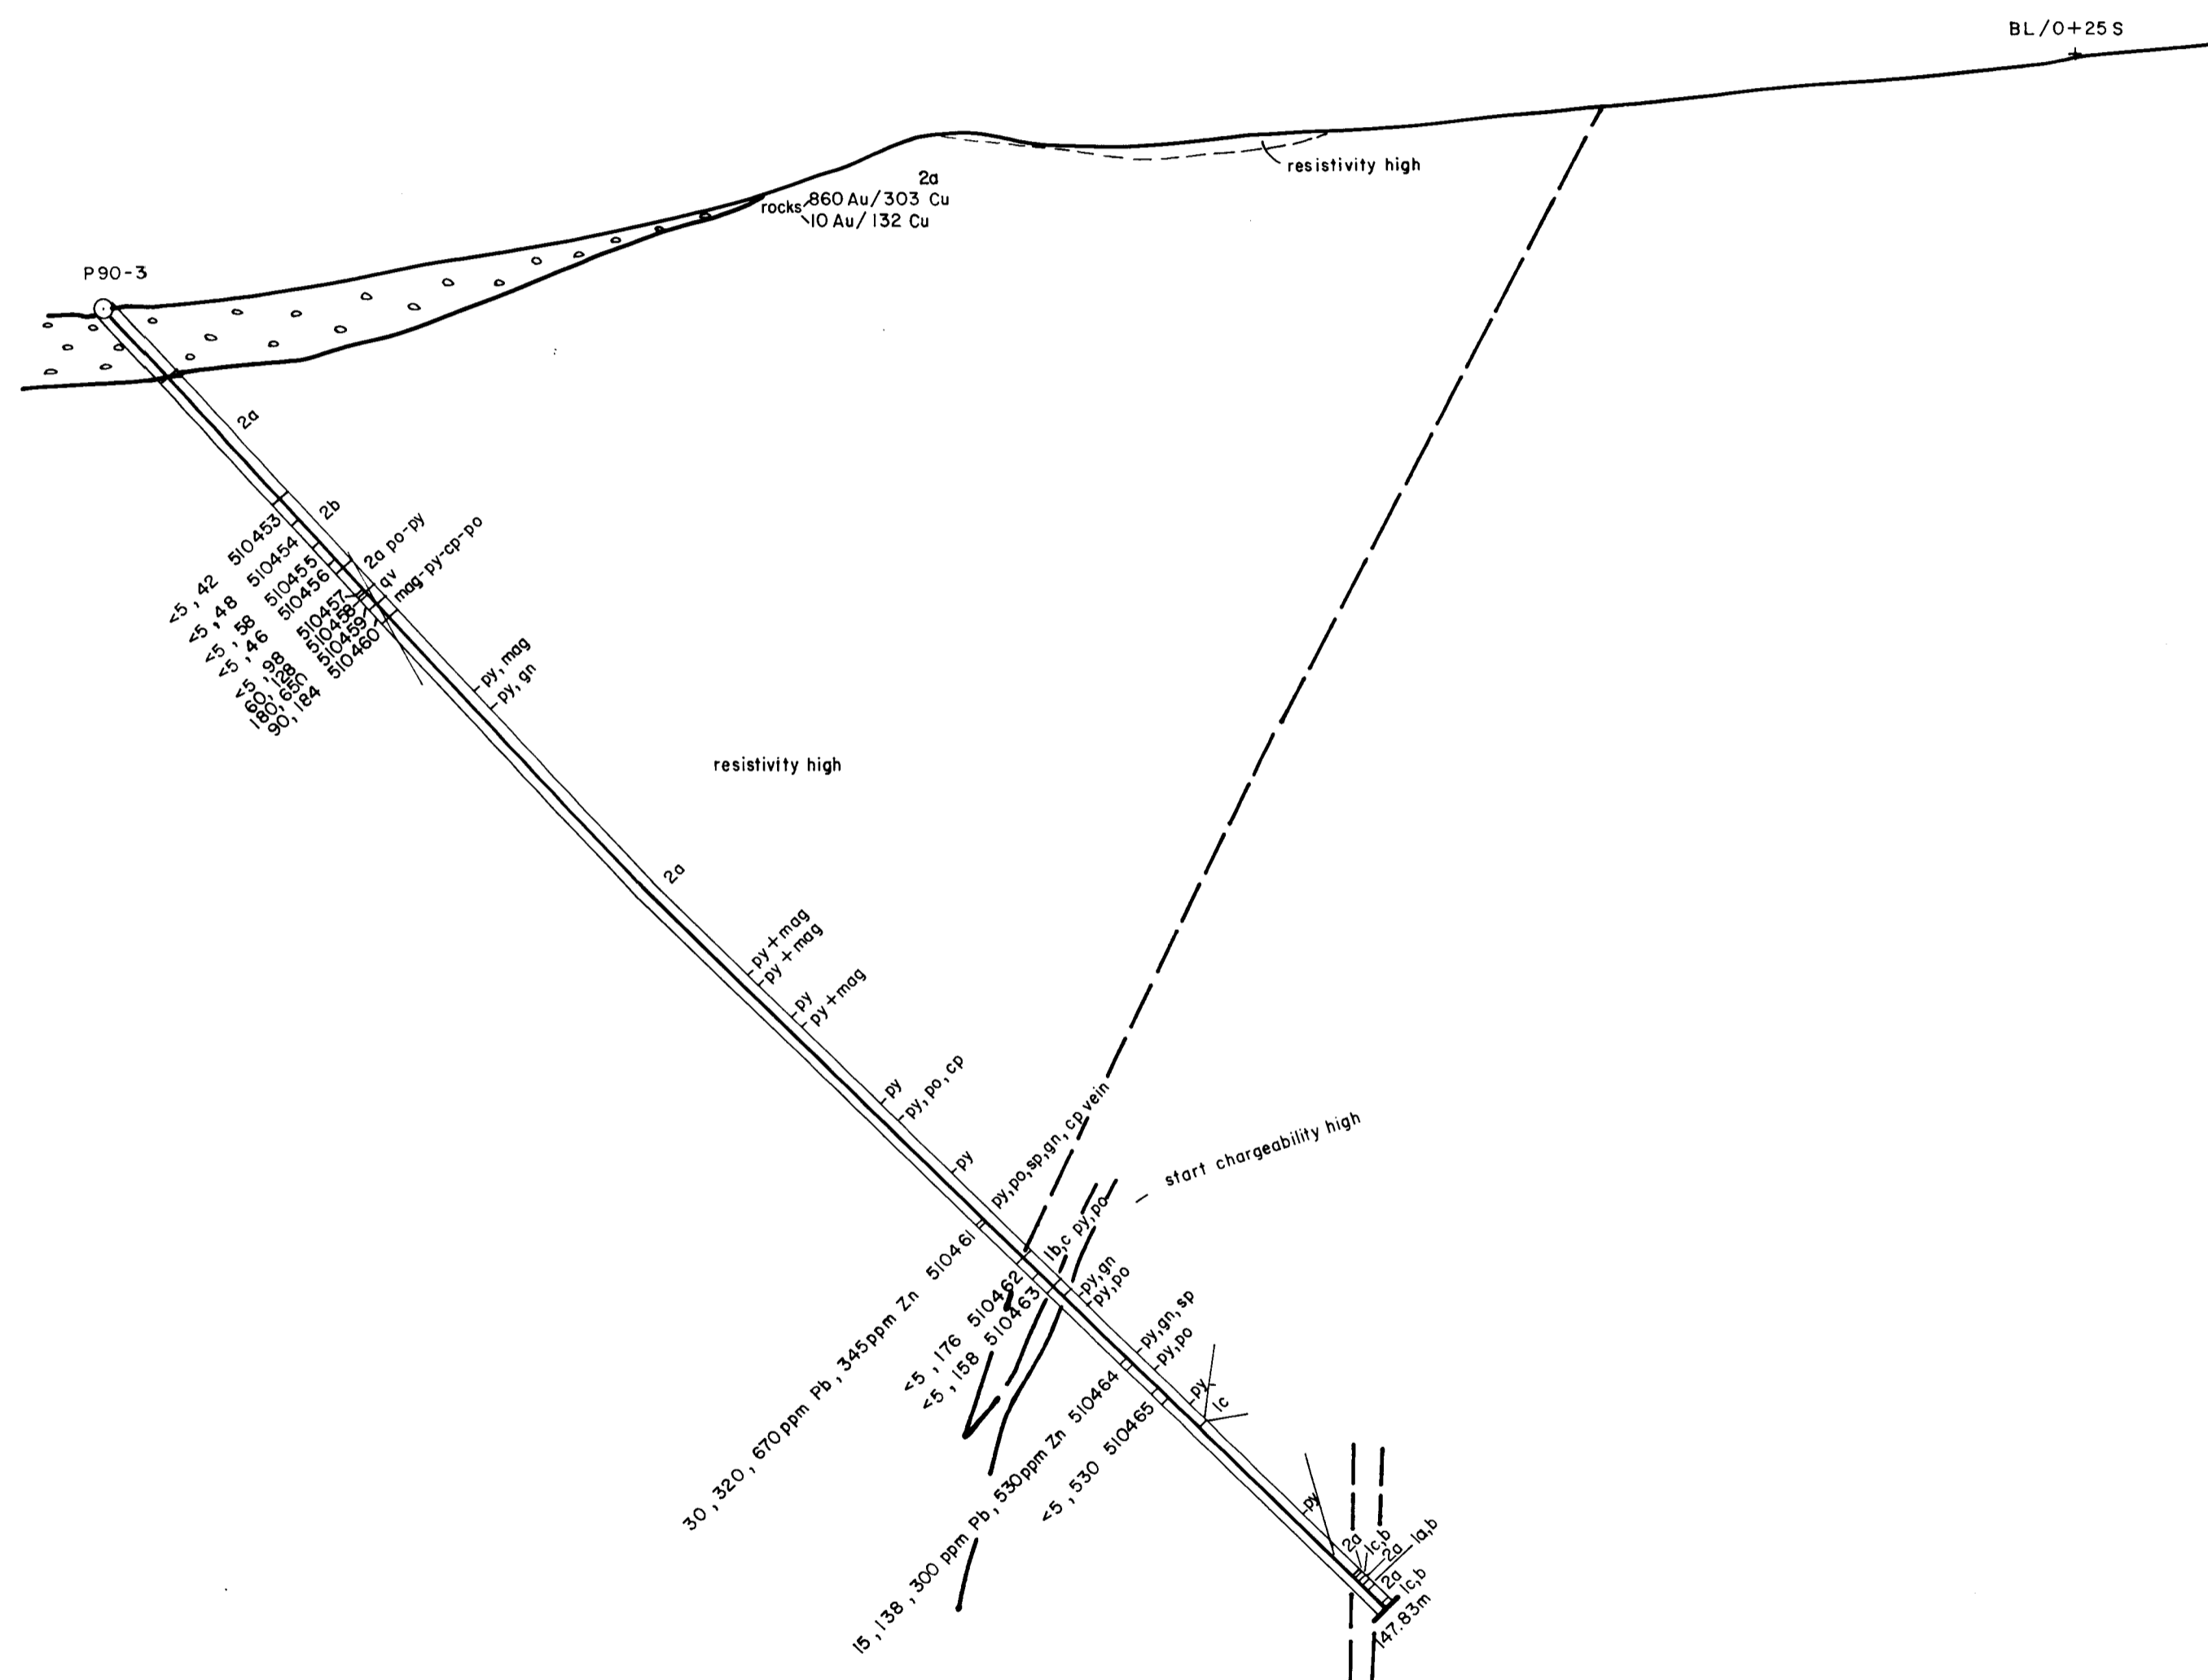 BL/0+25 S
resistivity high
2a
rocks 860 Au/303 Cu
10 Au/132 Cu
P90-3
2a
2b
2a po-py
qv
mag-py-cp-po
<5, 42 510453
<5, 48 510454
<5, 58 510455
<5, 46 510456
<5, 98 510457
60, 128 510458
180, 650 510459
90, 184 510460
py, mag
py, gn
resistivity high
2a
py+mag
py+mag
py
py+mag
py
py, po, cp
py
py, po, sp, gn, cp vein
start chargeability high
1b,c py, po
py, gn
py, po
30, 320, 670 ppm Pb, 345 ppm Zn 510461
<5, 176 510462
<5, 158 510463
py, gn, sp
py, po
py
1c
15, 138, 300 ppm Pb, 530 ppm Zn 510464
<5, 530 510465
py
2a
1c,b
2a
1a,b
2a
1c,b
147.83m